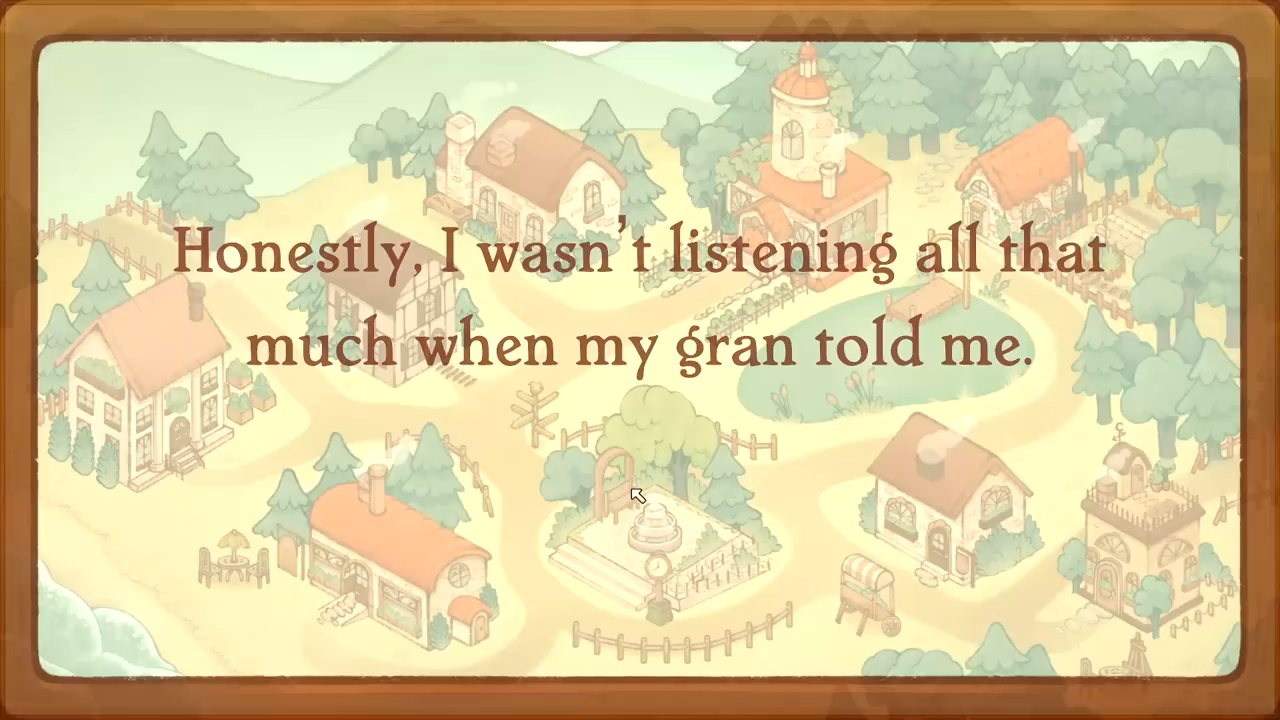 Honestly, I wasn't listening all that
much when my gran told me.